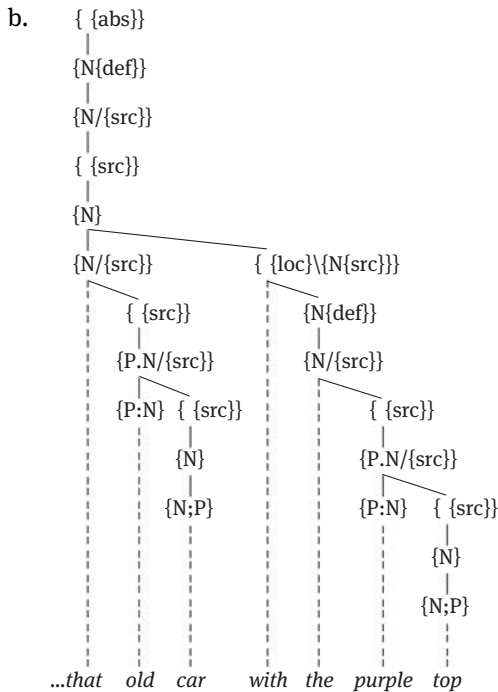 b. { {abs}}
{N{def}}
{N/{src}}
{ {src}}
{N}
{N/{src}} { {loc}\{N{src}}}
{ {src}} {N{def}}
{P.N/{src}} {N/{src}}
{P:N} { {src}} { {src}}
{N} {P.N/{src}}
{N;P} {P:N} { {src}}
{N}
{N;P}
...that old car with the purple top